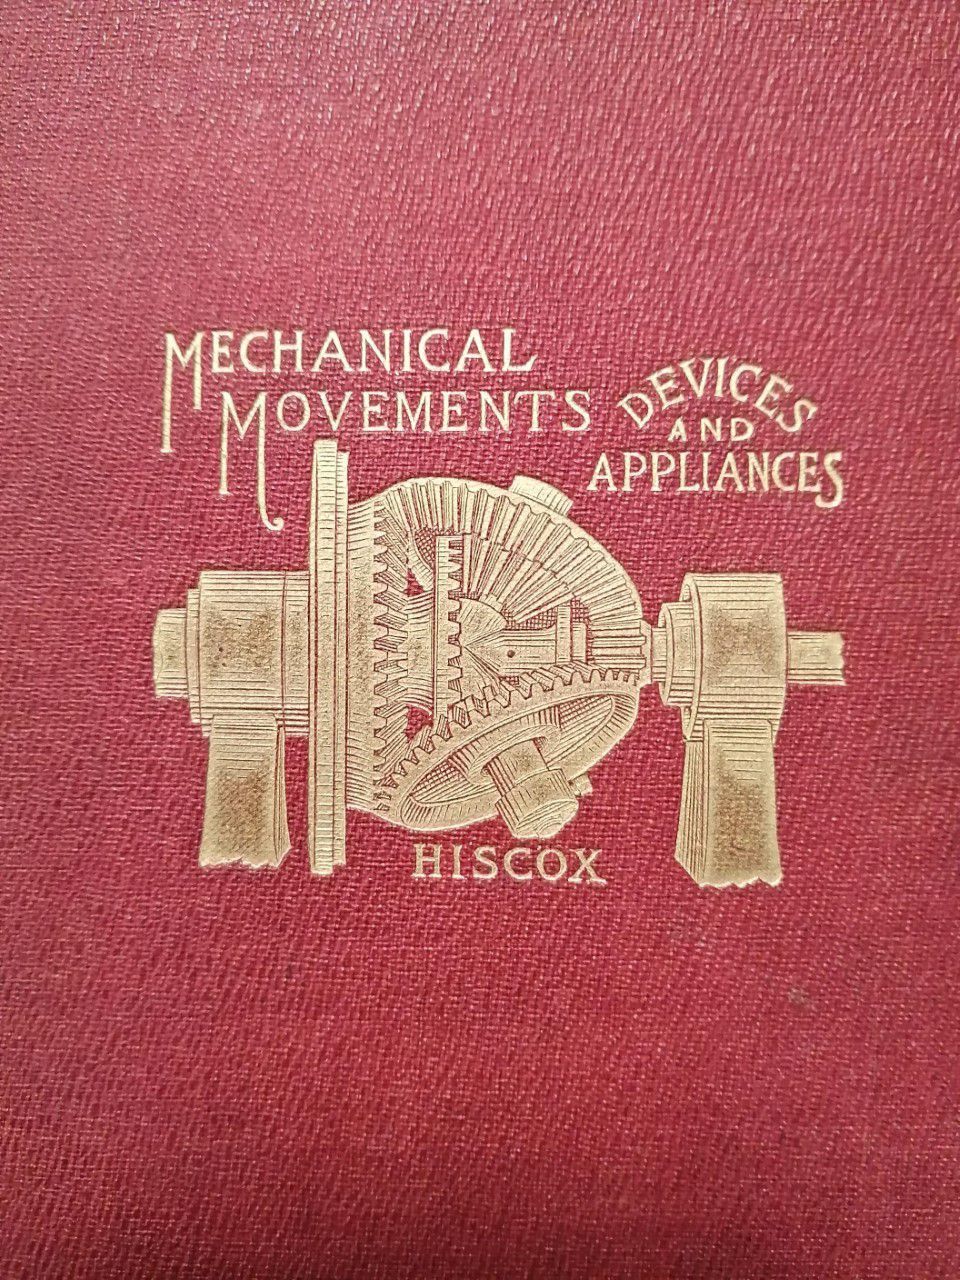 MECHANICAL
MOVEMENTS
DEVICES
AND
APPLIANCES
HISCOX